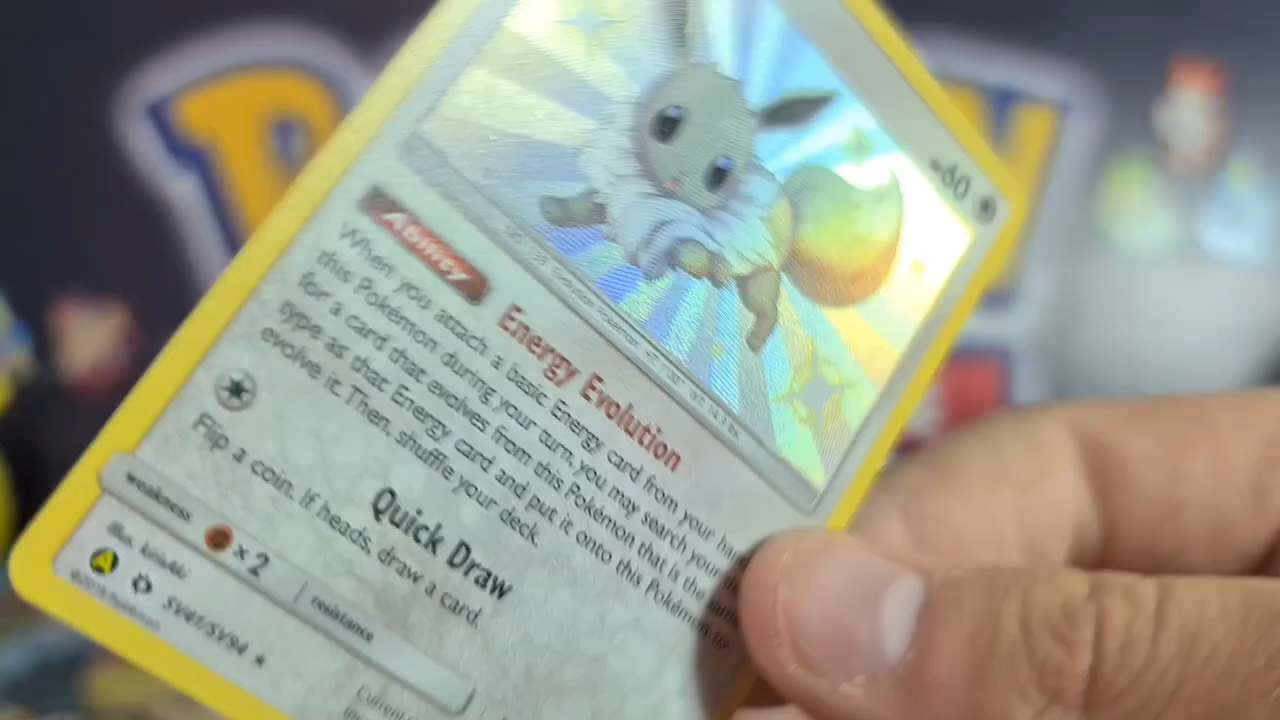 60
Ability
Energy Evolution
When you attach a basic Energy card from your
this Pokémon during your turn, you may search your
for a card that evolves from this Pokémon that is the same
type as that Energy card and put it onto this Pokémon to
evolve it. Then, shuffle your deck.
Quick Draw
Flip a coin. If heads, draw a card.
weakness
x2
resistance
Illus.
A
SV41/SV94